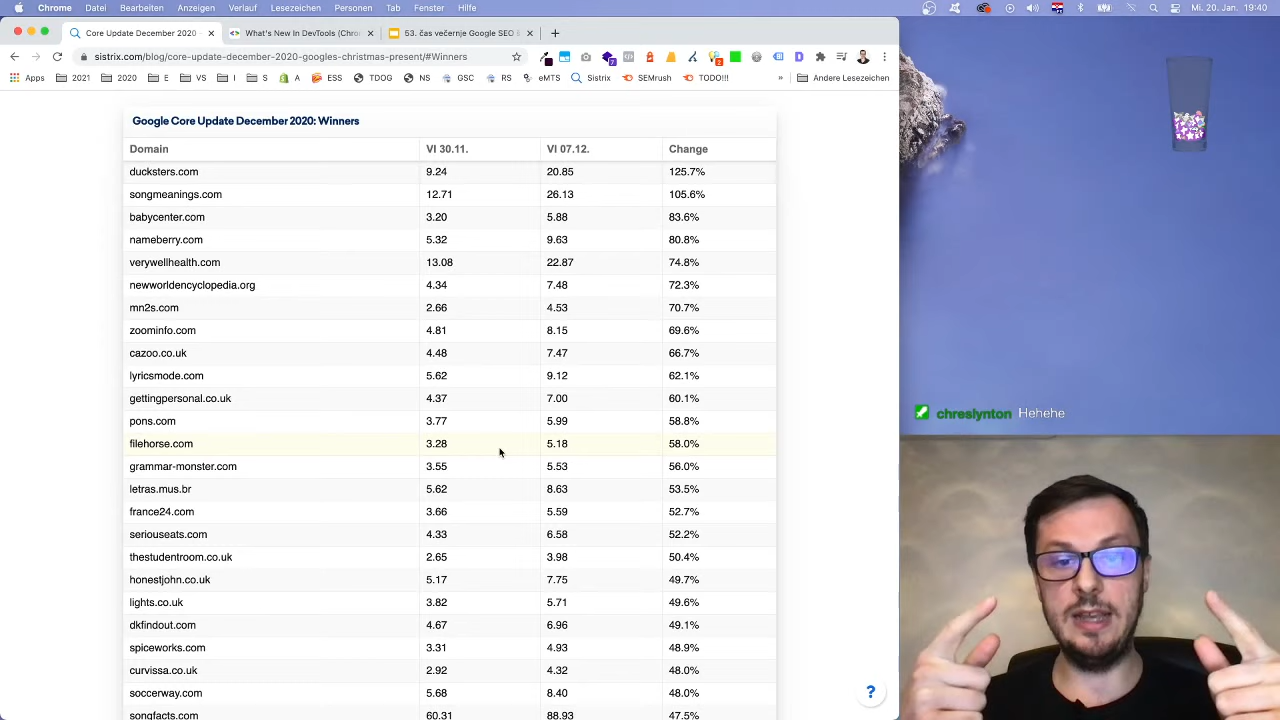 Chrome Datei Bearbeiten Anzeigen Verlauf Lesezeichen Personen Tab Fenster Hilfe Mi. 20. Jan. 19:40
Core Update December 2020 What's New In DevTools (Chro 53. čas večernje Google SEO
sistrix.com/blog/core-update-december-2020-googles-christmas-present/#Winners
Apps 2021 2020 E I S A ESS TDOG NS GSC RS eMTS Sistrix SEMrush TODO!! » Andere Lesezeichen
Google Core Update December 2020: Winners
Domain VI 30.11. VI 07.12. Change
ducksters.com 9.24 20.85 125.7%
songmeanings.com 12.71 26.13 105.6%
babycenter.com 3.20 5.88 83.6%
nameberry.com 5.32 9.63 80.8%
verywellhealth.com 13.08 22.87 74.8%
newworldencyclopedia.org 4.34 7.48 72.3%
mn2s.com 2.66 4.53 70.7%
zoominfo.com 4.81 8.15 69.6%
cazoo.co.uk 4.48 7.47 66.7%
lyricsmode.com 5.62 9.12 62.1%
gettingpersonal.co.uk 4.37 7.00 60.1%
pons.com 3.77 5.99 58.8%
filehorse.com 3.28 5.18 58.0%
grammar-monster.com 3.55 5.53 56.0%
letras.mus.br 5.62 8.63 53.5%
france24.com 3.66 5.59 52.7%
seriouseats.com 4.33 6.58 52.2%
thestudentroom.co.uk 2.65 3.98 50.4%
honestjohn.co.uk 5.17 7.75 49.7%
lights.co.uk 3.82 5.71 49.6%
dkfindout.com 4.67 6.96 49.1%
spiceworks.com 3.31 4.93 48.9%
curvissa.co.uk 2.92 4.32 48.0%
soccerway.com 5.68 8.40 48.0%
songfacts.com 60.31 88.93 47.5%
?
chreslynton Hehehe